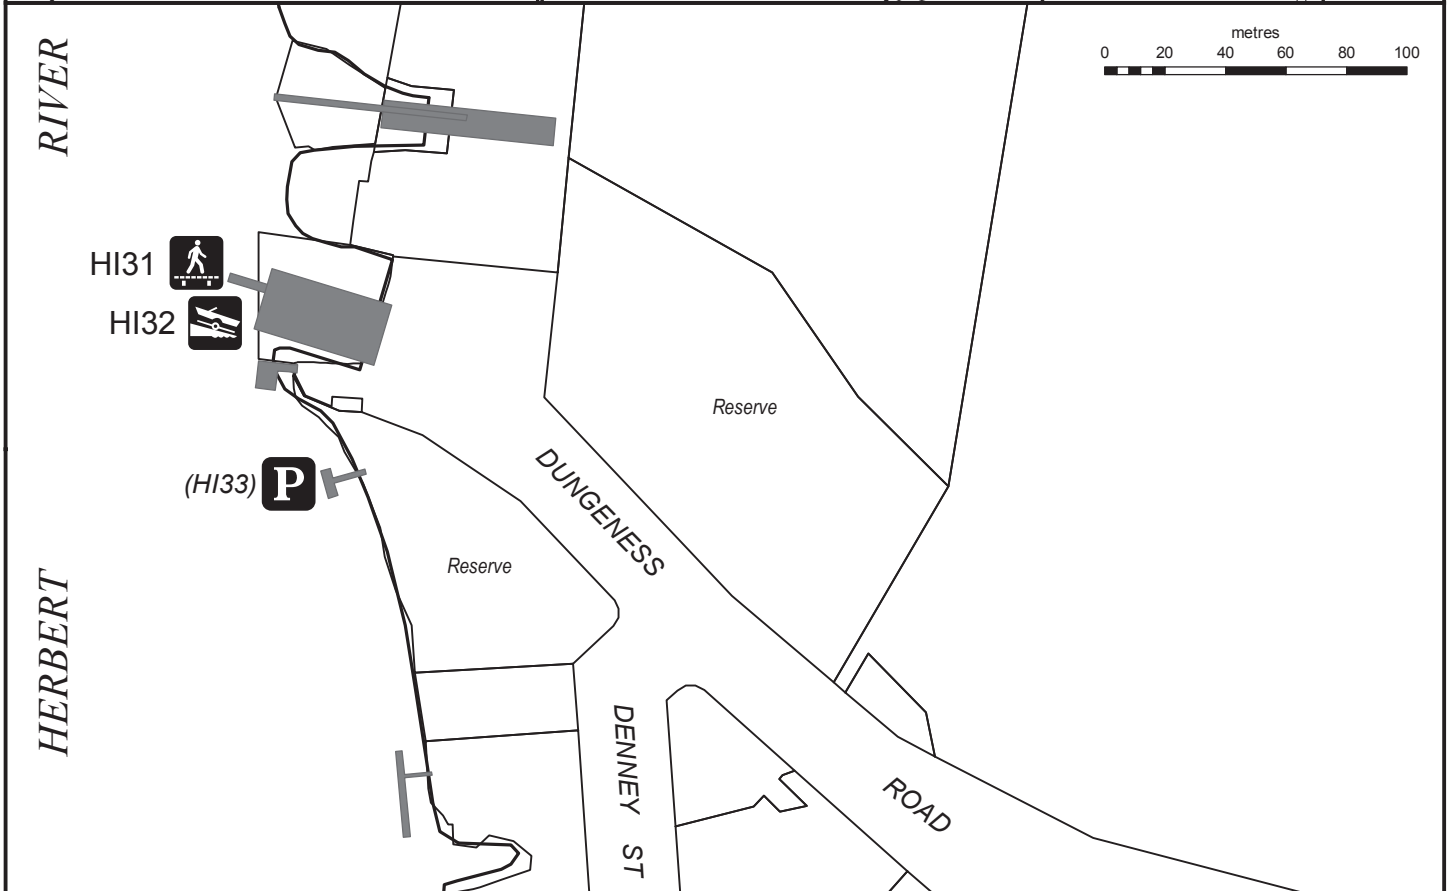 metres
0 20 40 60 80 100
RIVER
HI31
HI32
Reserve
DUNGENESS
(HI33) P
Reserve
HERBERT
DENNEY ST
ROAD